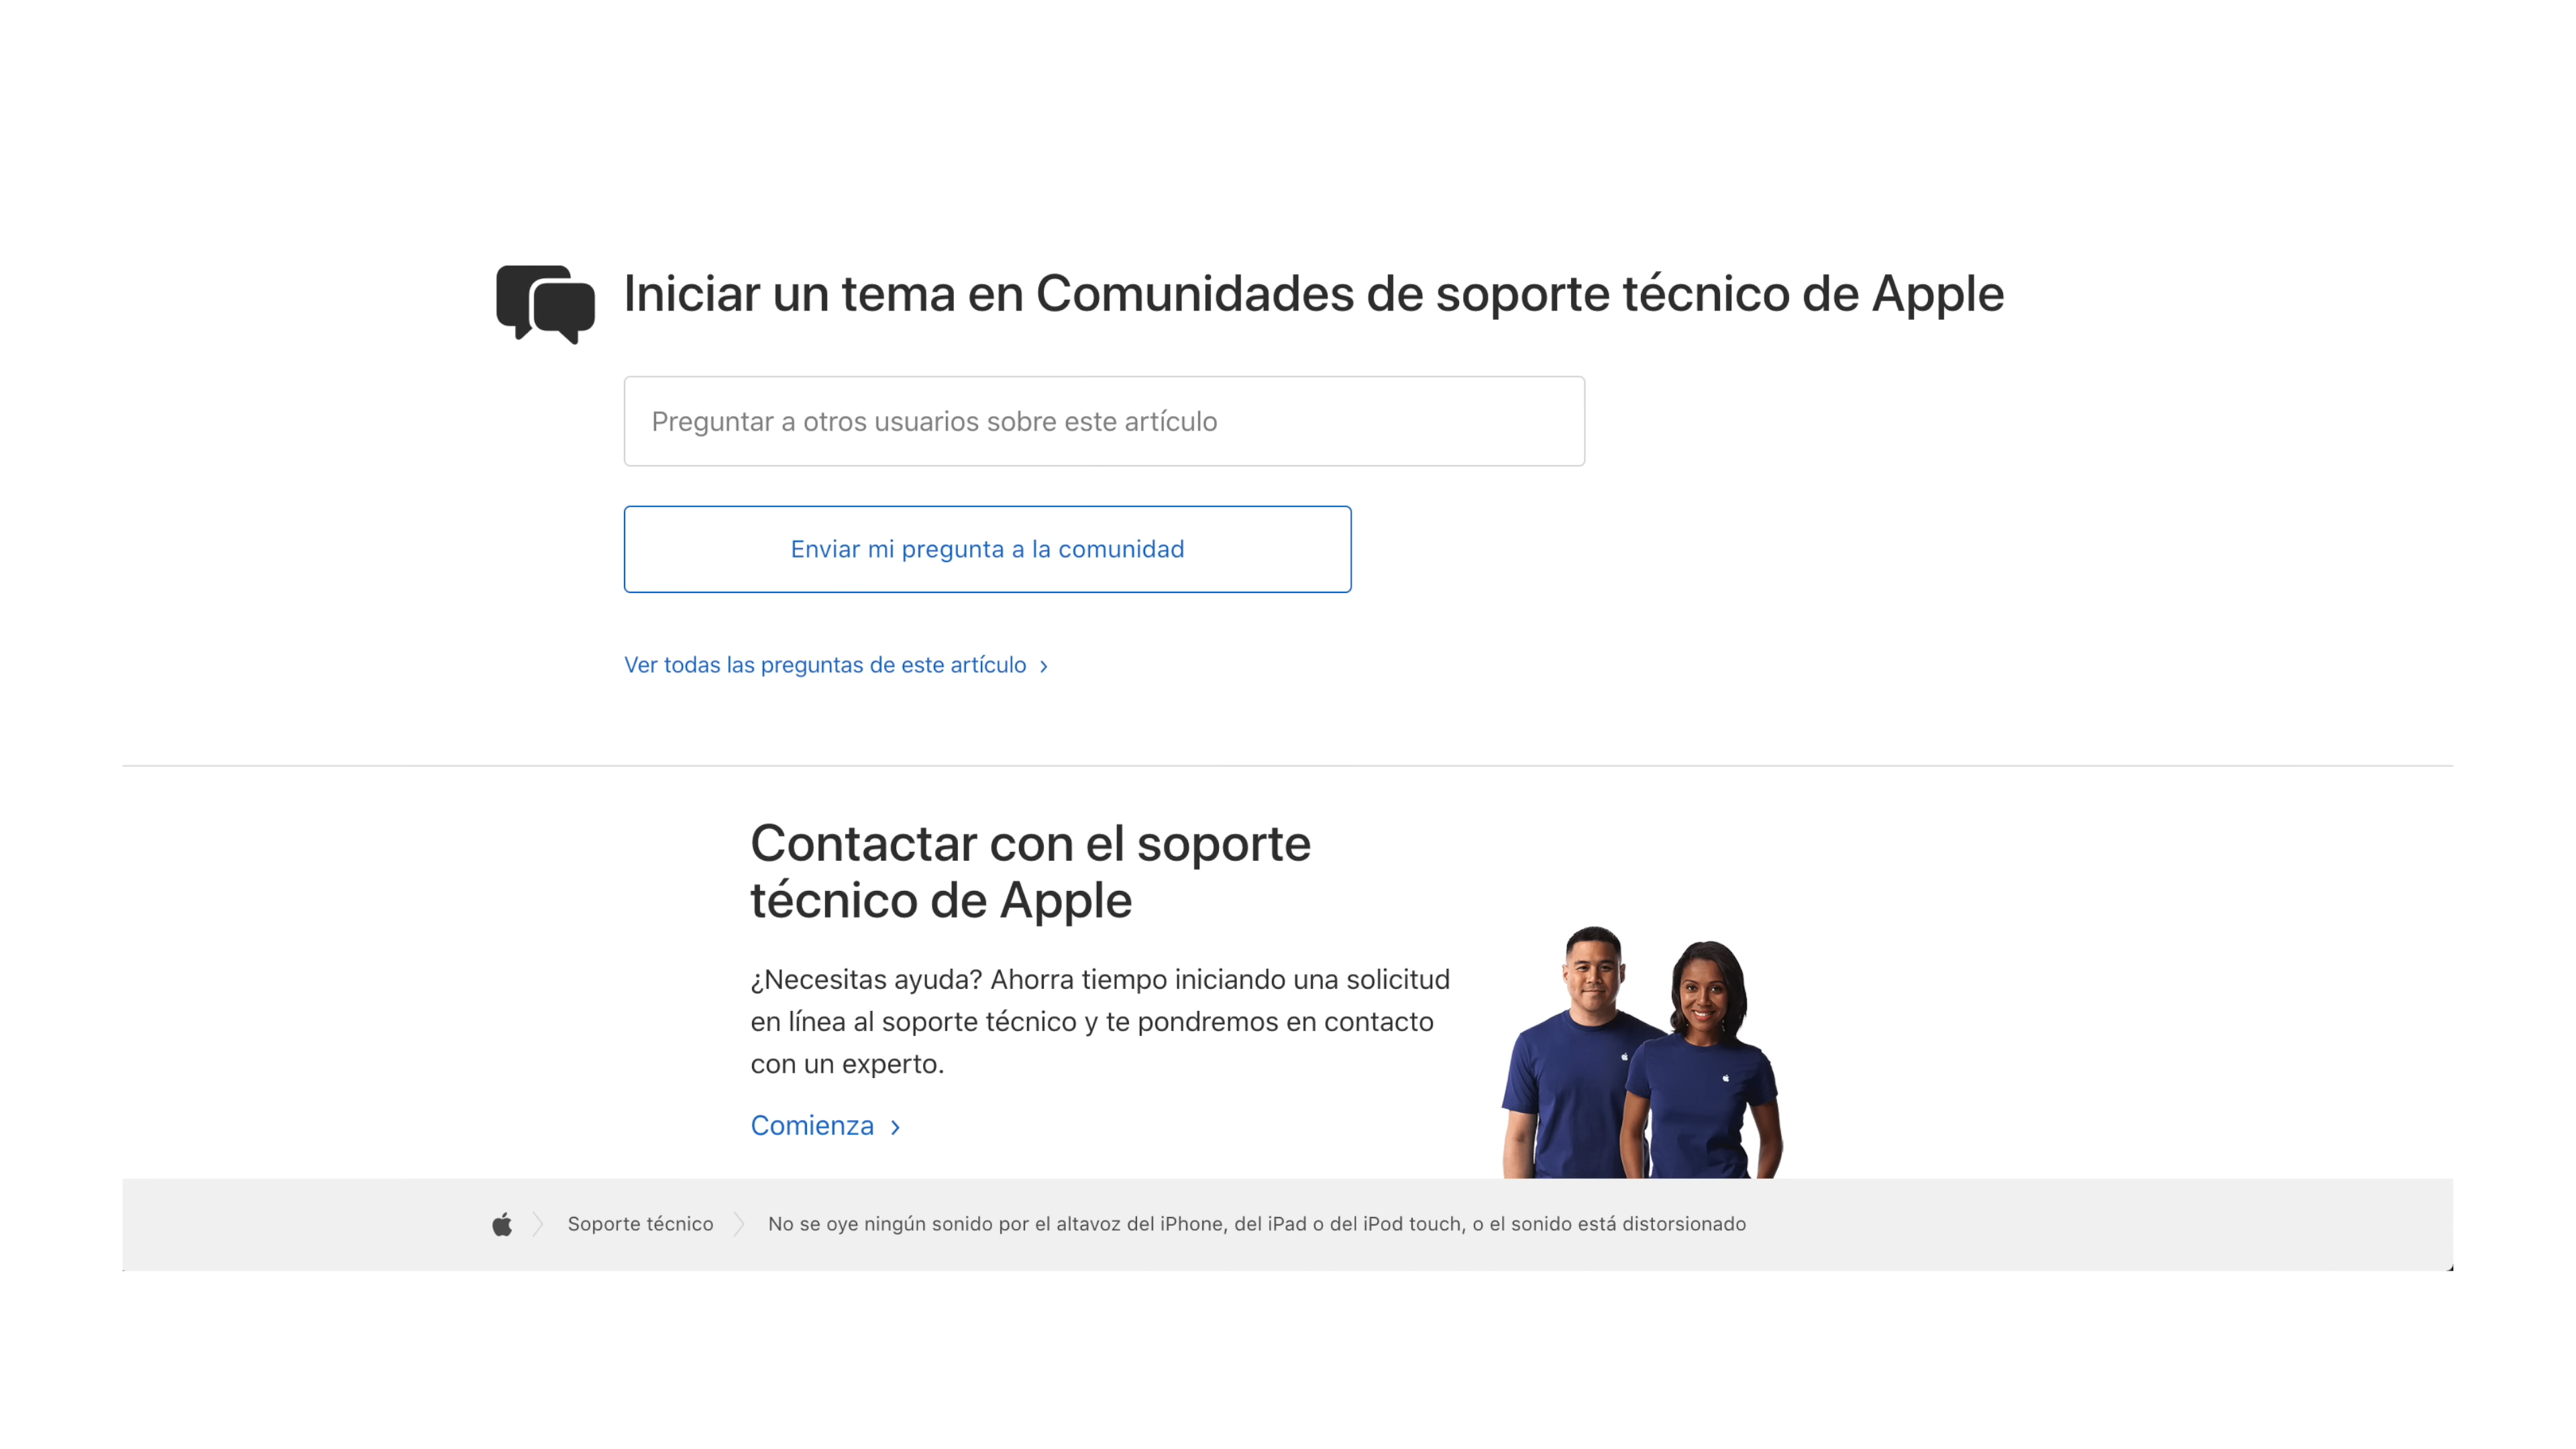 Iniciar un tema en Comunidades de soporte técnico de Apple
Preguntar a otros usuarios sobre este artículo
Enviar mi pregunta a la comunidad
Ver todas las preguntas de este artículo ›
Contactar con el soporte
técnico de Apple
¿Necesitas ayuda? Ahorra tiempo iniciando una solicitud
en línea al soporte técnico y te pondremos en contacto
con un experto.
Comienza ›
Soporte técnico
No se oye ningún sonido por el altavoz del iPhone, del iPad o del iPod touch, o el sonido está distorsionado